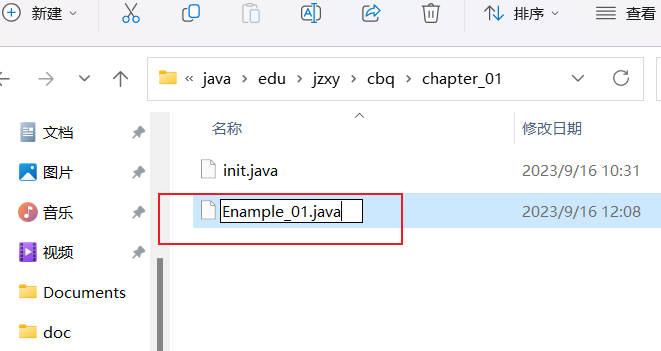 新建
排序
查看
« java › edu › jzxy › cbq › chapter_01
名称
修改日期
文档
图片
音乐
视频
Documents
doc
init.java
2023/9/16 10:31
Enample_01.java
2023/9/16 12:08